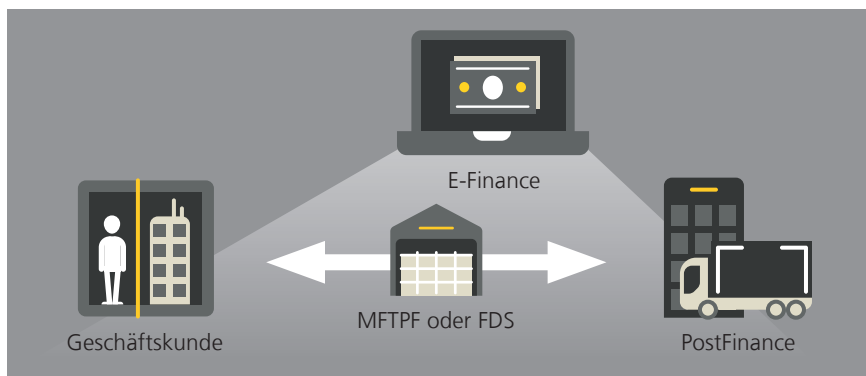 E-Finance
MFTPF oder FDS
Geschäftskunde
PostFinance